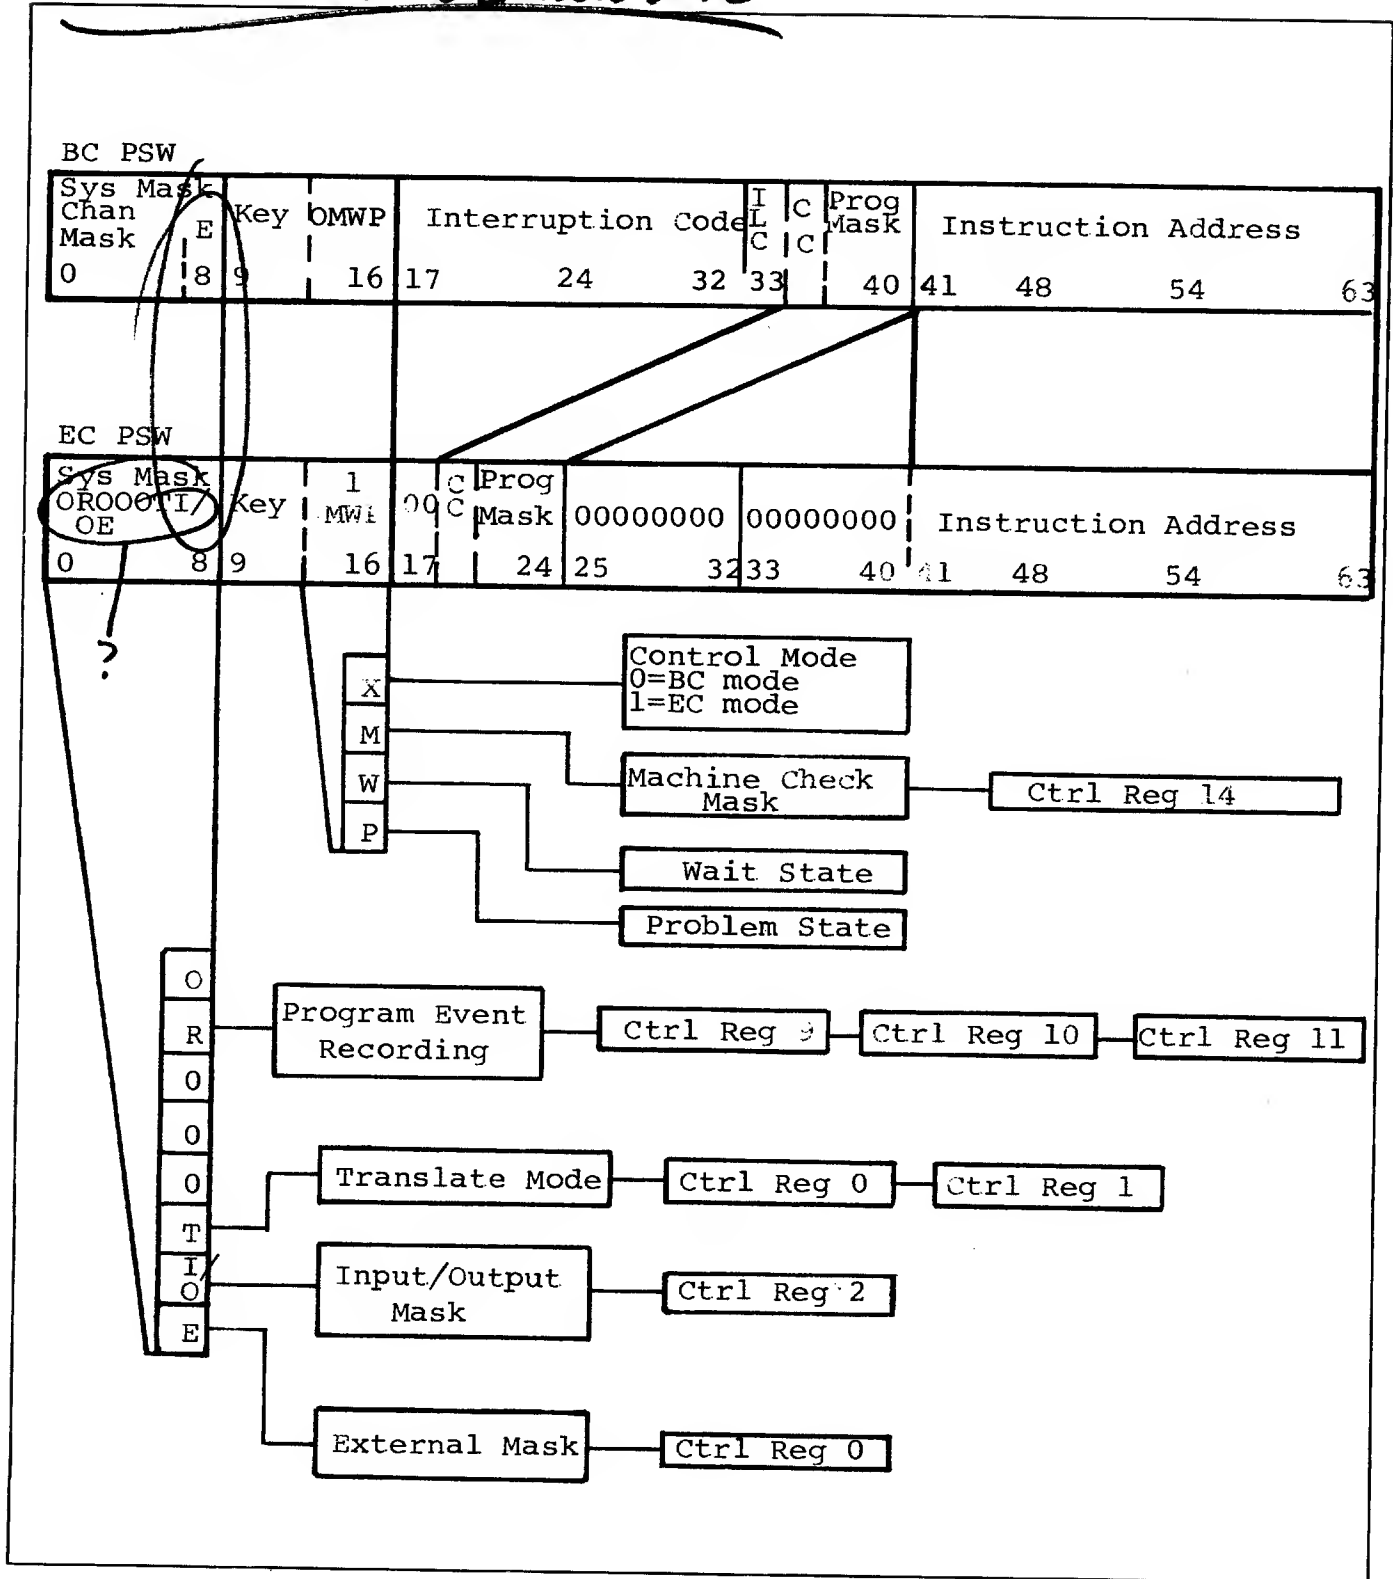 BC PSW
Sys Mask
Chan
Mask
E
Key
OMWP
Interruption Code
I
L
C
C
C
Prog
Mask
Instruction Address
0 8 9 16 17 24 32 33 40 41 48 54 63
EC PSW
Sys Mask
OROOOTI/
OE
Key
1
MWP
00
C
C
Prog
Mask
00000000
00000000
Instruction Address
0 8 9 16 17 24 25 32 33 40 41 48 54 63
?
X
Control Mode
0=BC mode
1=EC mode
M
Machine Check
Mask
Ctrl Reg 14
W
Wait State
P
Problem State
O
R
Program Event
Recording
Ctrl Reg 9
Ctrl Reg 10
Ctrl Reg 11
O
O
O
T
Translate Mode
Ctrl Reg 0
Ctrl Reg 1
I/
O
Input/Output
Mask
Ctrl Reg 2
E
External Mask
Ctrl Reg 0